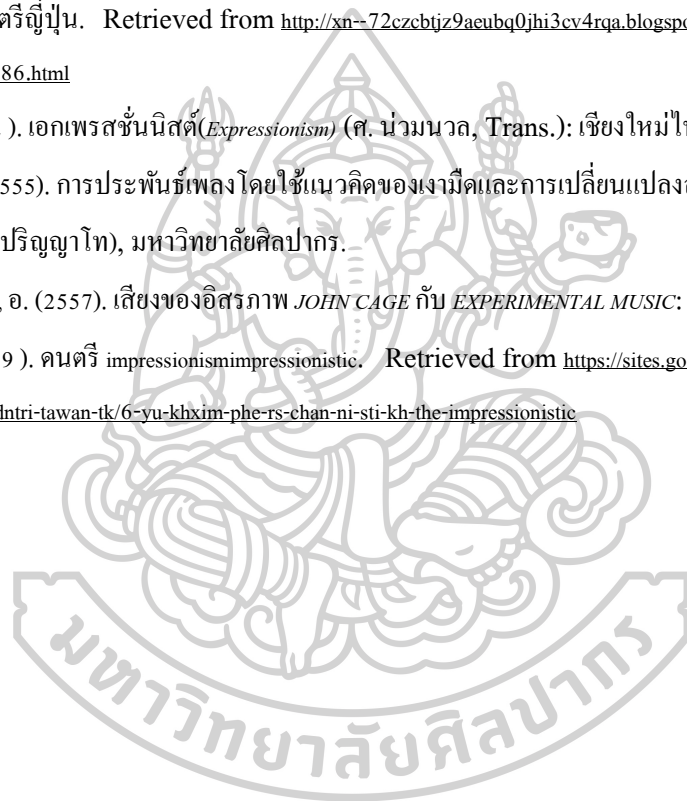 ตรีญี่ปุ่น. Retrieved from http://xn--72czcbtjz9aeubq0jhi3cv4rqa.blogspo
86.html
). เอกเพรสชั่นนิสต์(Expressionism) (ศ. น่วมนวล, Trans.): เชียงใหม่ไ
555). การประพันธ์เพลงโดยใช้แนวคิดของเงามืดและการเปลี่ยนแปลง
ปริญญาโท), มหาวิทยาลัยศิลปากร.
, อ. (2557). เสียงของอิสรภาพ JOHN CAGE กับ EXPERIMENTAL MUSIC:
9 ). ดนตรี impressionismimpressionistic. Retrieved from https://sites.go
dntri-tawan-tk/6-yu-khxim-phe-rs-chan-ni-sti-kh-the-impressionistic
มหาวิทยาลัยศิลปากร